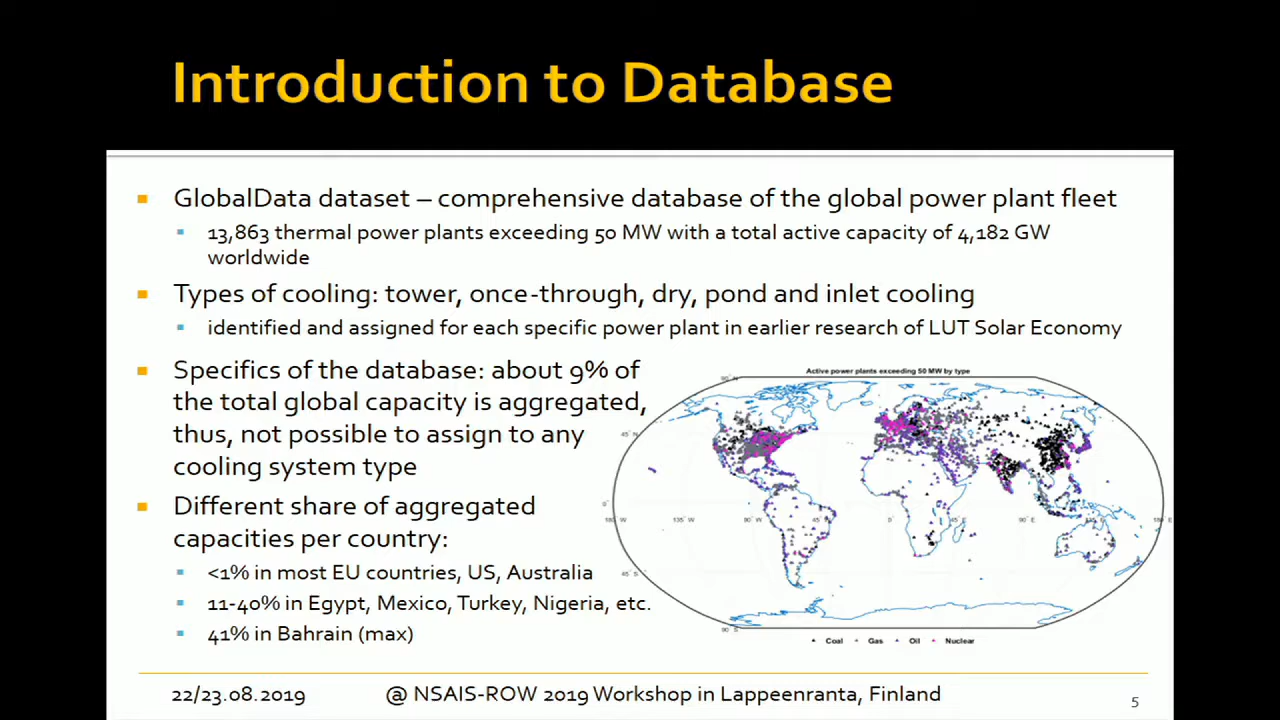 Introduction to Database
GlobalData dataset – comprehensive database of the global power plant fleet
13,863 thermal power plants exceeding 50 MW with a total active capacity of 4,182 GW
worldwide
Types of cooling: tower, once-through, dry, pond and inlet cooling
identified and assigned for each specific power plant in earlier research of LUT Solar Economy
Specifics of the database: about 9% of
the total global capacity is aggregated,
thus, not possible to assign to any
cooling system type
Different share of aggregated
capacities per country:
<1% in most EU countries, US, Australia
11-40% in Egypt, Mexico, Turkey, Nigeria, etc.
41% in Bahrain (max)
Active power plants exceeding 50 MW by type
Coal Gas Oil Nuclear
22/23.08.2019 @ NSAIS-ROW 2019 Workshop in Lappeenranta, Finland 5